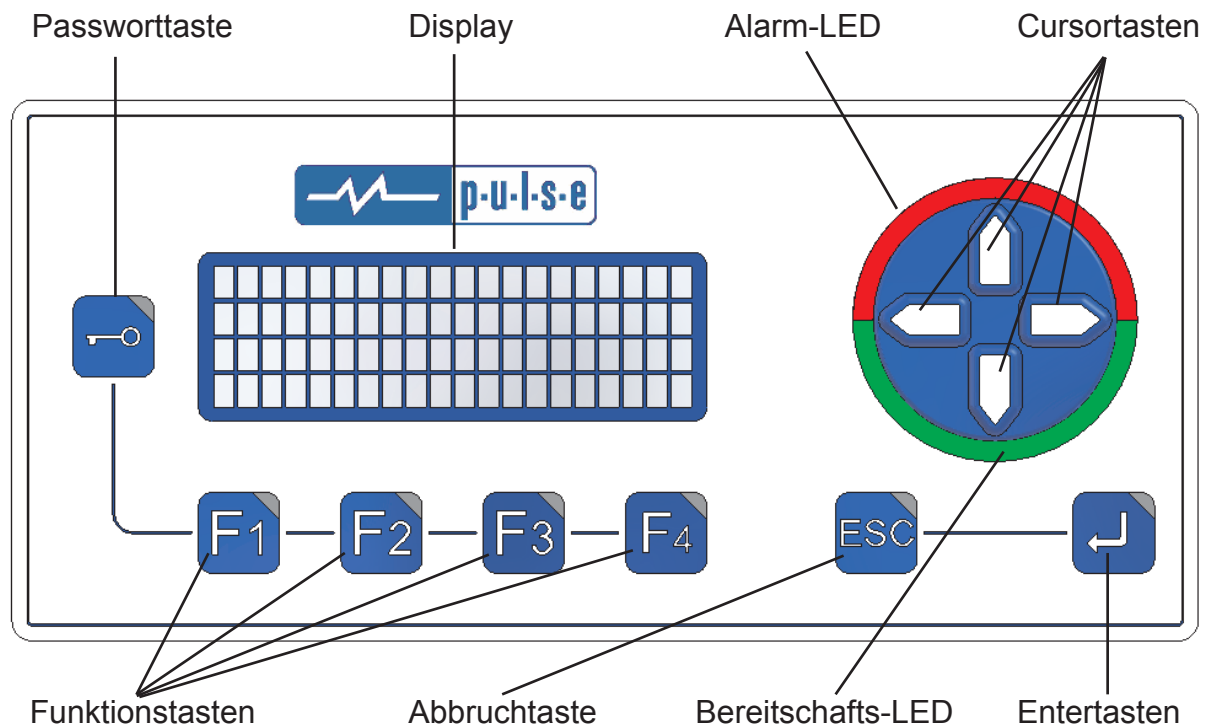 Passworttaste Display Alarm-LED Cursortasten
p-u-l-s-e
F1 F2 F3 F4 ESC
Funktionstasten Abbruchtaste Bereitschafts-LED Entertasten